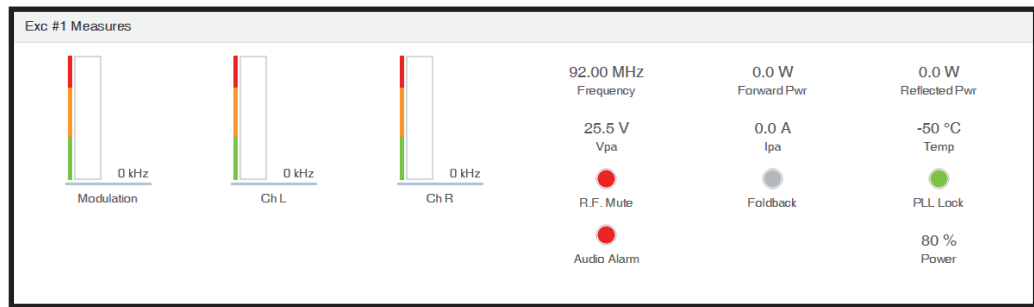 Exc #1 Measures
0 kHz
Modulation
0 kHz
Ch L
0 kHz
Ch R
92.00 MHz
Frequency
0.0 W
Forward Pwr
0.0 W
Reflected Pwr
25.5 V
Vpa
0.0 A
Ipa
-50 °C
Temp
R.F. Mute
Foldback
PLL Lock
Audio Alarm
80 %
Power